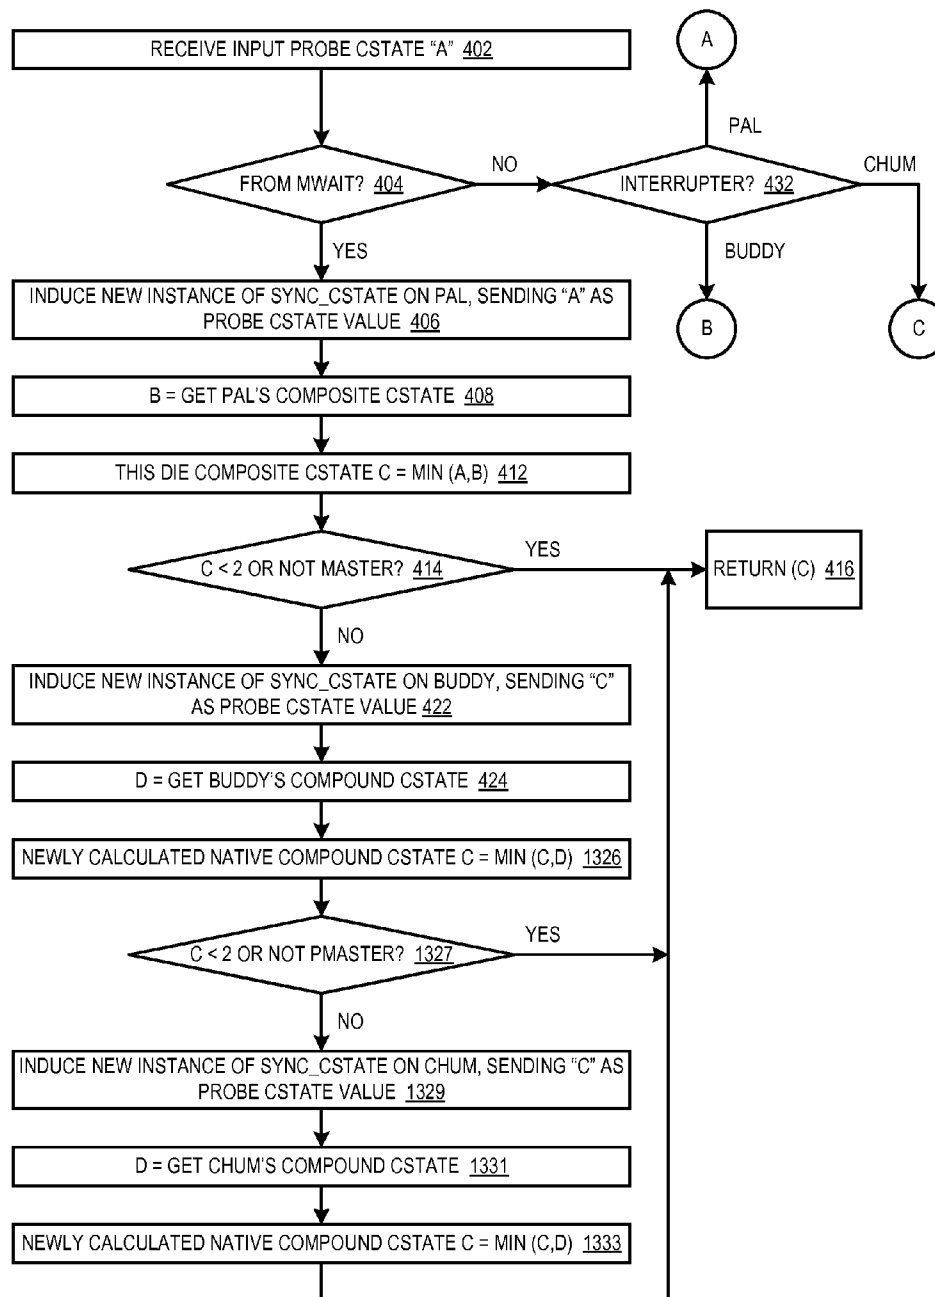 RECEIVE INPUT PROBE CSTATE “A” 402
A
PAL
FROM MWAIT? 404
NO
INTERRUPTER? 432
CHUM
YES
BUDDY
INDUCE NEW INSTANCE OF SYNC_CSTATE ON PAL, SENDING “A” AS
PROBE CSTATE VALUE 406
B
C
B = GET PAL’S COMPOSITE CSTATE 408
THIS DIE COMPOSITE CSTATE C = MIN (A,B) 412
C < 2 OR NOT MASTER? 414
YES
RETURN (C) 416
NO
INDUCE NEW INSTANCE OF SYNC_CSTATE ON BUDDY, SENDING “C”
AS PROBE CSTATE VALUE 422
D = GET BUDDY’S COMPOUND CSTATE 424
NEWLY CALCULATED NATIVE COMPOUND CSTATE C = MIN (C,D) 1326
C < 2 OR NOT PMASTER? 1327
YES
NO
INDUCE NEW INSTANCE OF SYNC_CSTATE ON CHUM, SENDING “C” AS
PROBE CSTATE VALUE 1329
D = GET CHUM’S COMPOUND CSTATE 1331
NEWLY CALCULATED NATIVE COMPOUND CSTATE C = MIN (C,D) 1333